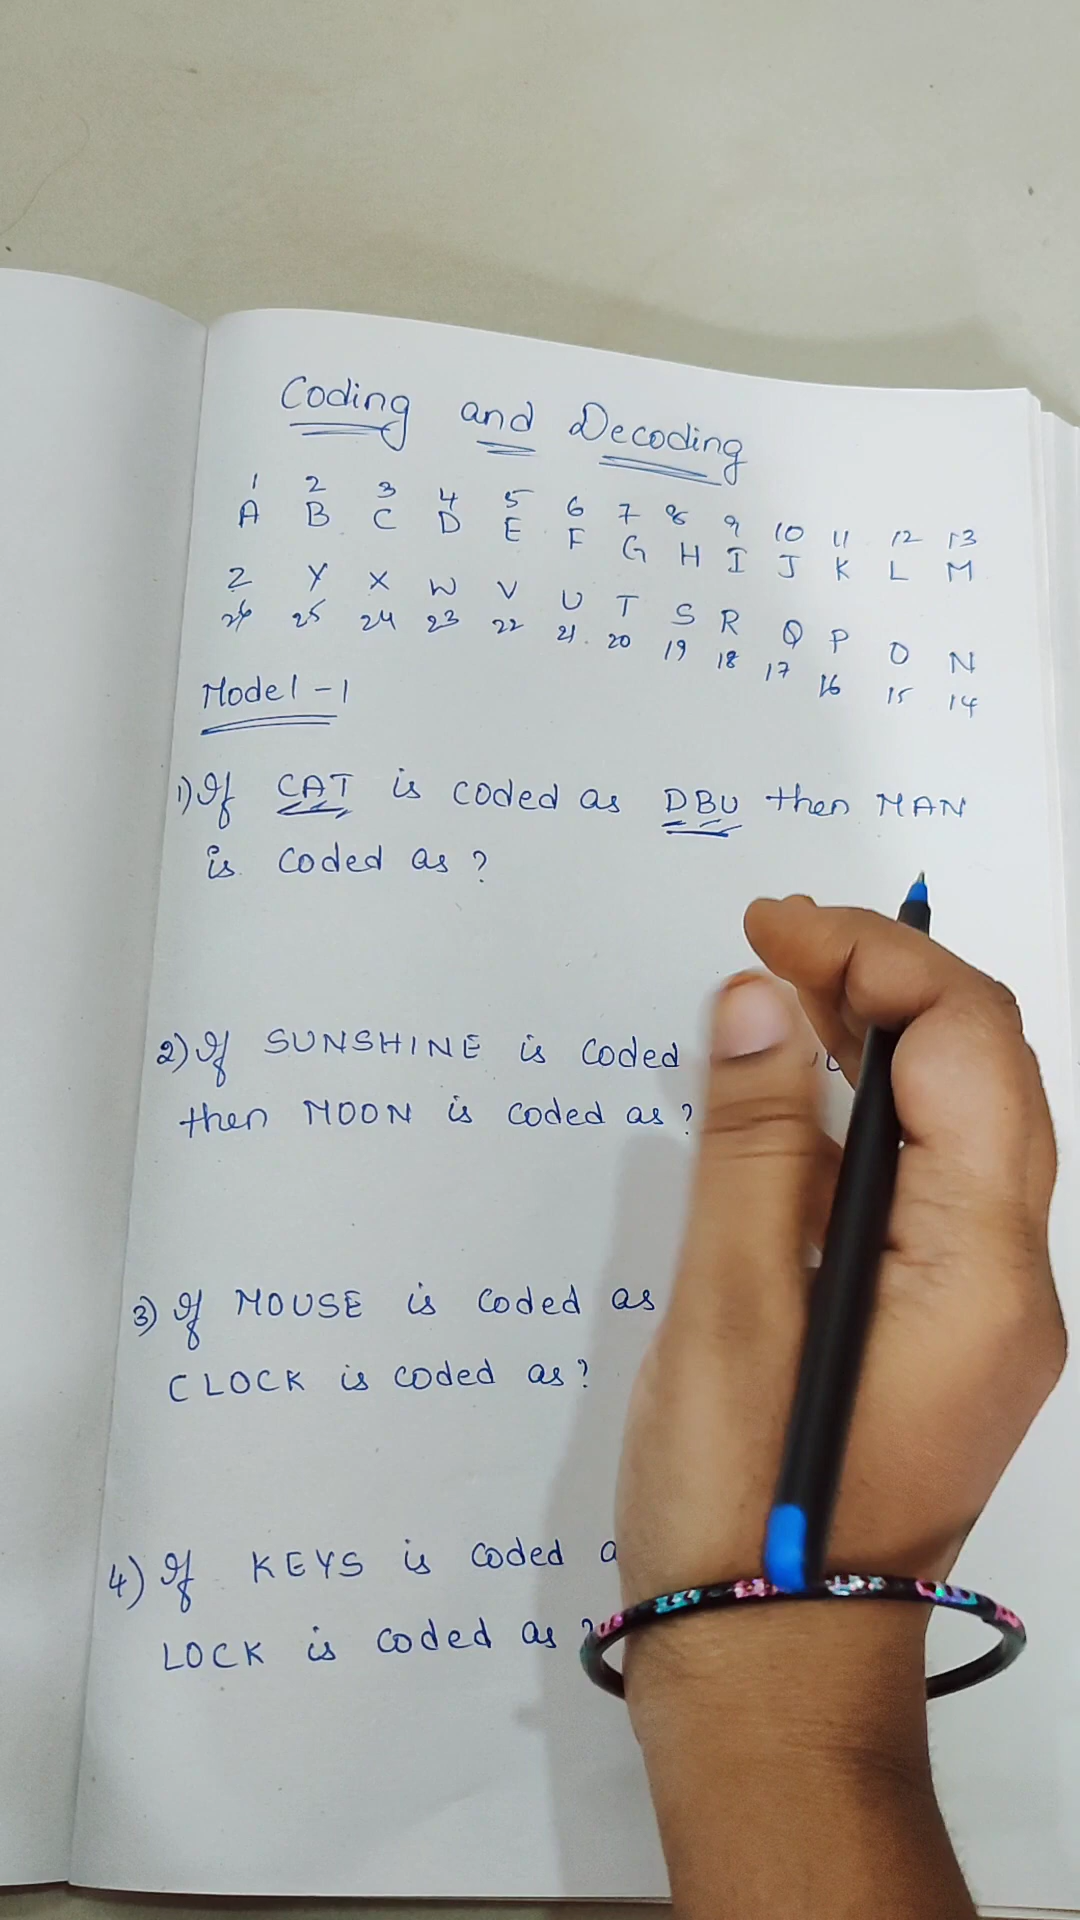 Coding and Decoding
1 2 3 4 5 6 7 8 9 10 11 12 13
A B C D E F G H I J K L M
Z Y X W V U T S R Q P O N
26 25 24 23 22 21 20 19 18 17 16 15 14
Model-1
1) If CAT is coded as DBU then MAN
is coded as?
2) If SUNSHINE is coded
then MOON is coded as?
3) If MOUSE is coded as
CLOCK is coded as?
4) If KEYS is coded
LOCK is coded as ?